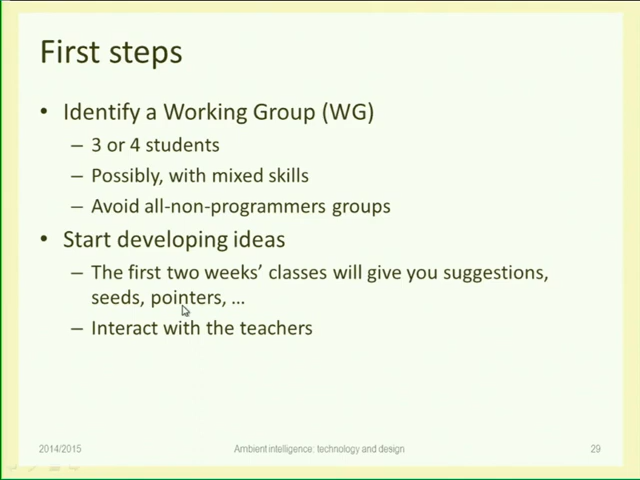 First steps
• Identify a Working Group (WG)
– 3 or 4 students
– Possibly, with mixed skills
– Avoid all-non-programmers groups
• Start developing ideas
– The first two weeks’ classes will give you suggestions,
seeds, pointers, …
– Interact with the teachers
2014/2015
Ambient intelligence: technology and design
29